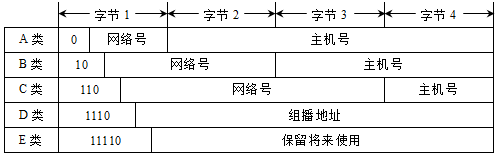 字节 1 字节 2 字节 3 字节 4
A 类 0 网络号 主机号
B 类 10 网络号 主机号
C 类 110 网络号 主机号
D 类 1110 组播地址
E 类 11110 保留将来使用